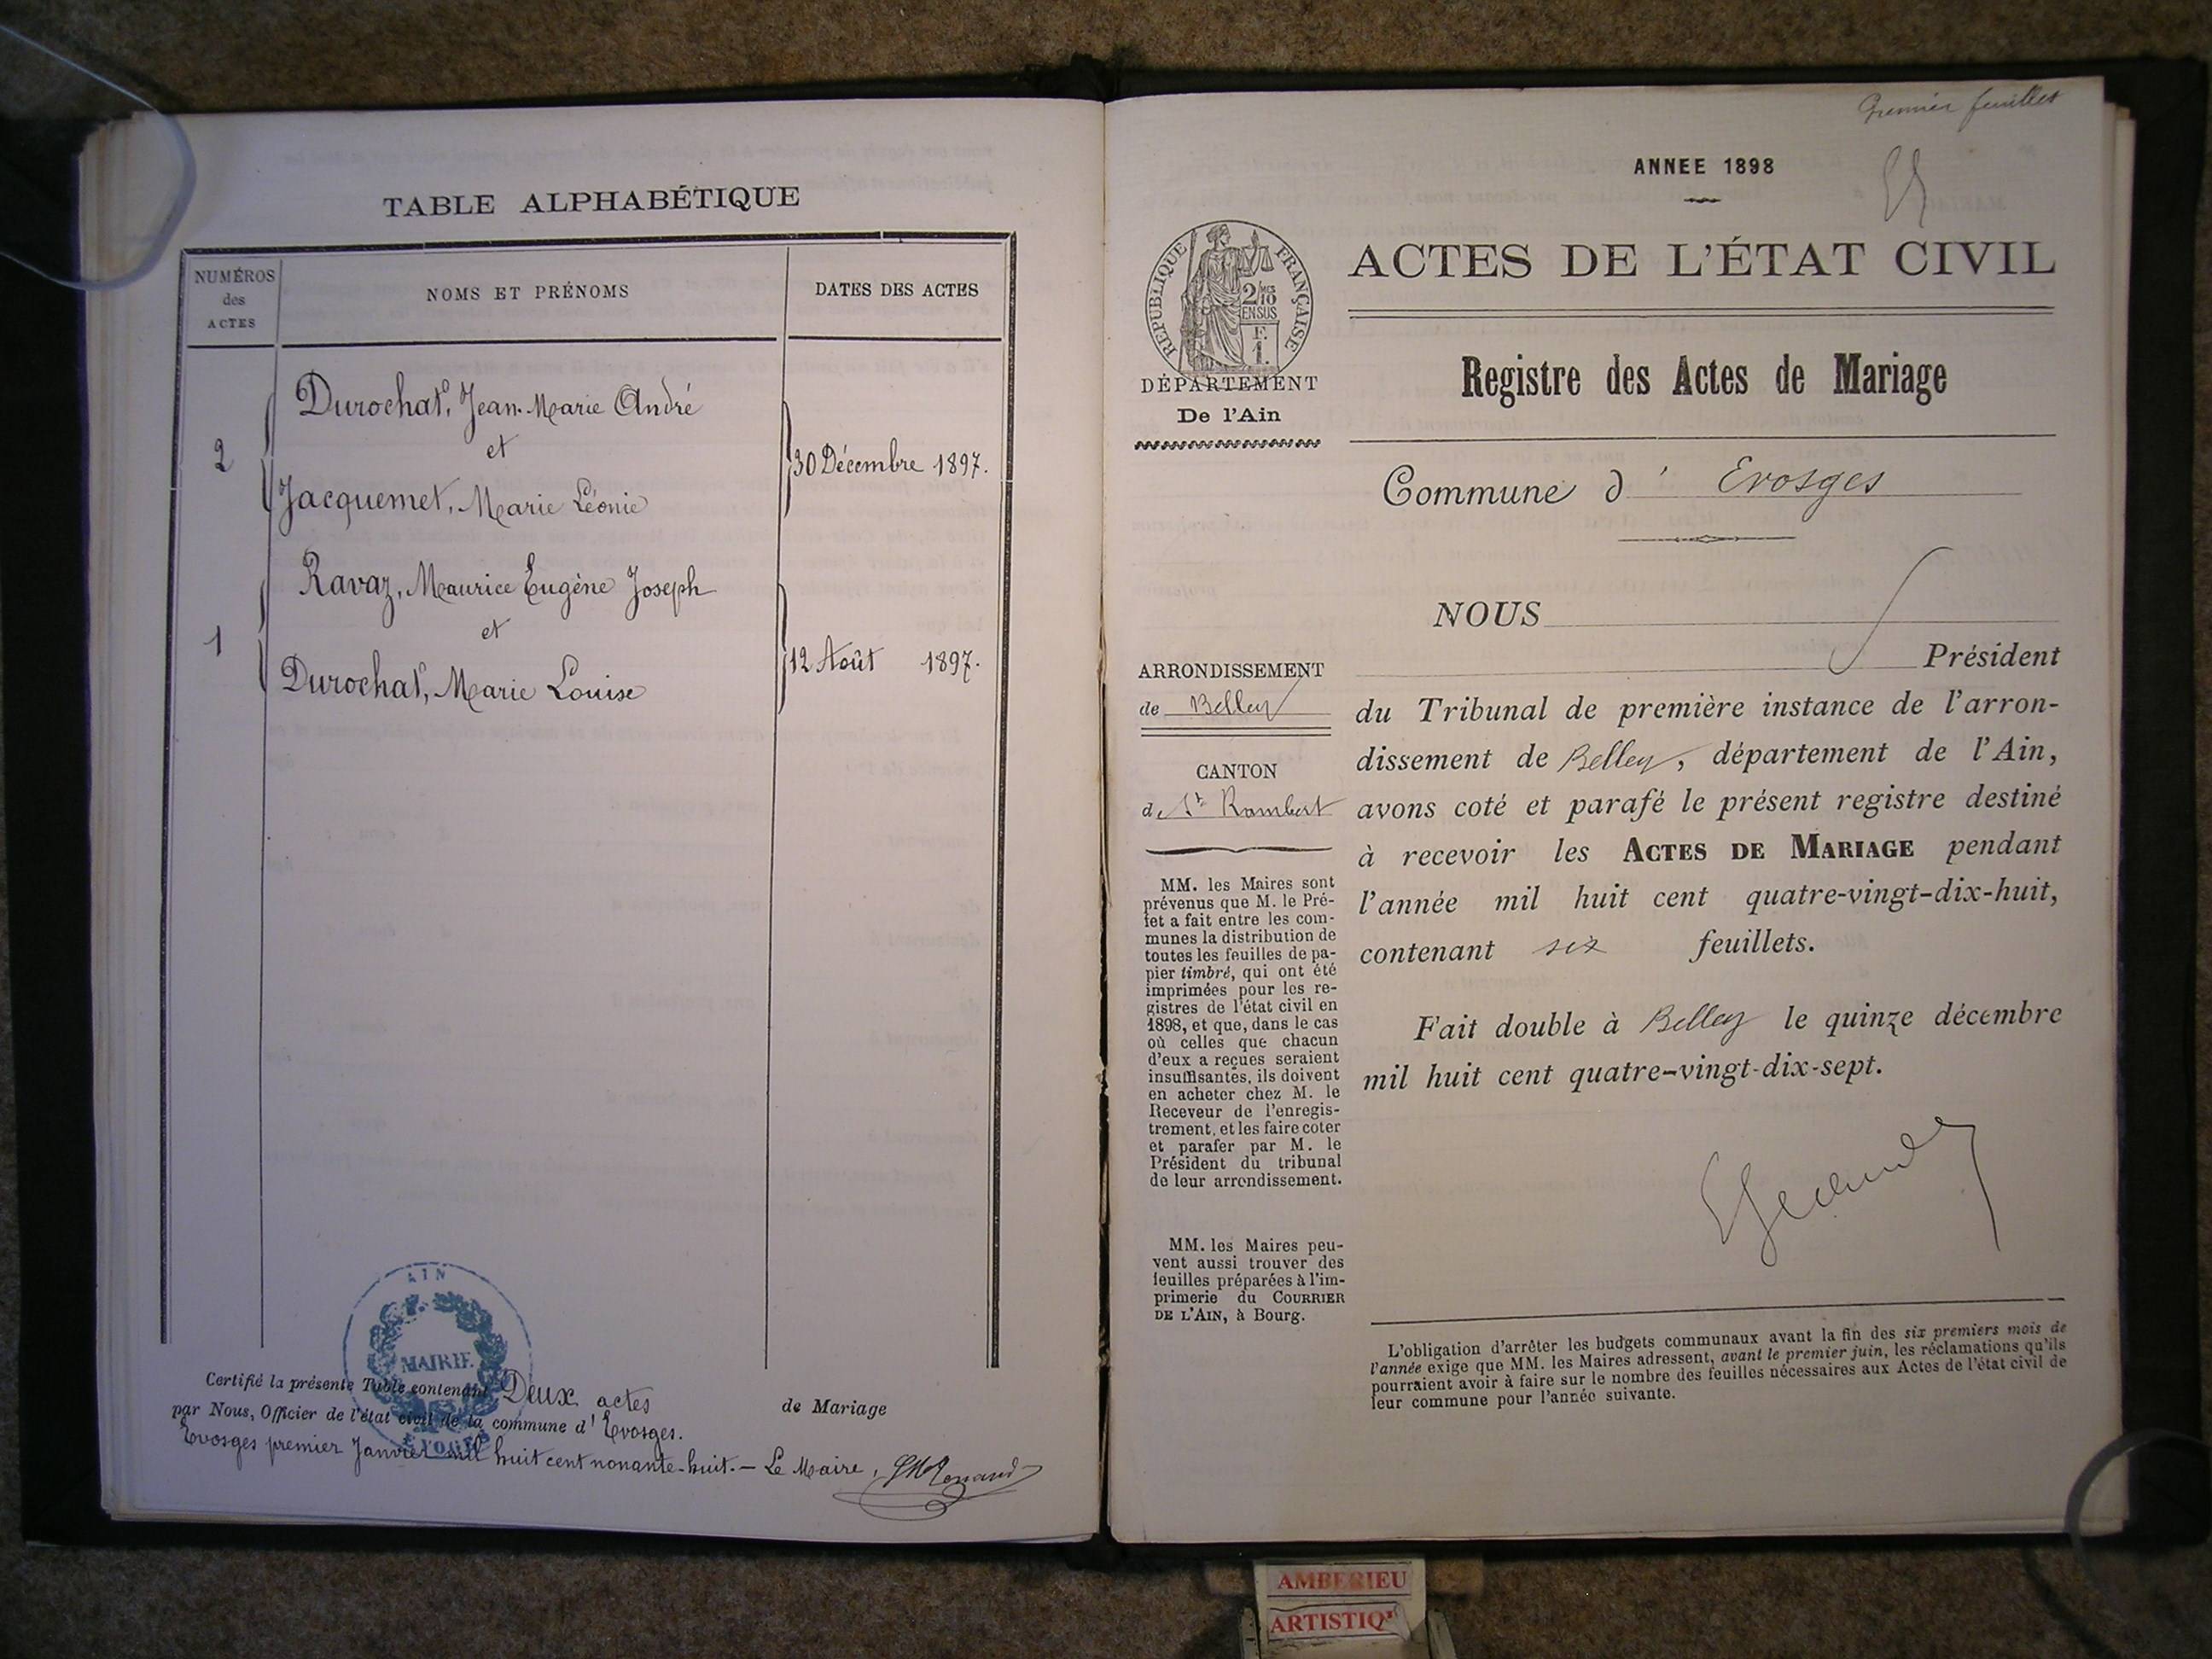 TABLE ALPHABÉTIQUE
NUMÉROS
des
ACTES
NOMS ET PRÉNOMS
DATES DES ACTES
2
Durochat, Jean-Marie André
et
Jacquemet, Marie Léonie
30 Décembre 1897.
1
Ravaz, Maurice Eugène Joseph
et
Durochat, Marie Louise
12 Août 1897.
AIN
MAIRIE
Certifié la présente Table contenant Deux actes de Mariage
par Nous, Officier de l'état civil de la commune d' Evosges.
Evosges premier Janvier mil huit cent nonante-huit. — Le Maire,
Premier feuillet
ANNEE 1898
REPUBLIQUE FRANÇAISE
2/10 MES
EN SUS
F.
1.
DÉPARTEMENT
De l'Ain
ACTES DE L'ÉTAT CIVIL
Registre des Actes de Mariage
Commune d' Evosges
NOUS
Président
du Tribunal de première instance de l'arron-
dissement de Belley, département de l'Ain,
avons coté et parafé le présent registre destiné
à recevoir les ACTES DE MARIAGE pendant
l'année mil huit cent quatre-vingt-dix-huit,
contenant six feuillets.
Fait double à Belley le quinze décembre
mil huit cent quatre-vingt-dix-sept.
ARRONDISSEMENT
de Belley
CANTON
de St Rambert
MM. les Maires sont
prévenus que M. le Pré-
fet a fait entre les com-
munes la distribution de
toutes les feuilles de pa-
pier timbré, qui ont été
imprimées pour les re-
gistres de l'état civil en
1898, et que, dans le cas
où celles que chacun
d'eux a reçues seraient
insuffisantes, ils doivent
en acheter chez M. le
Receveur de l'enregis-
trement, et les faire coter
et parafer par M. le
Président du tribunal
de leur arrondissement.
MM. les Maires peu-
vent aussi trouver des
feuilles préparées à l'im-
primerie du COURRIER
DE L'AIN, à Bourg.
L'obligation d'arrêter les budgets communaux avant la fin des six premiers mois de
l'année exige que MM. les Maires adressent, avant le premier juin, les réclamations qu'ils
pourraient avoir à faire sur le nombre des feuilles nécessaires aux Actes de l'état civil de
leur commune pour l'année suivante.
AMBERIEU
ARTISTIQ